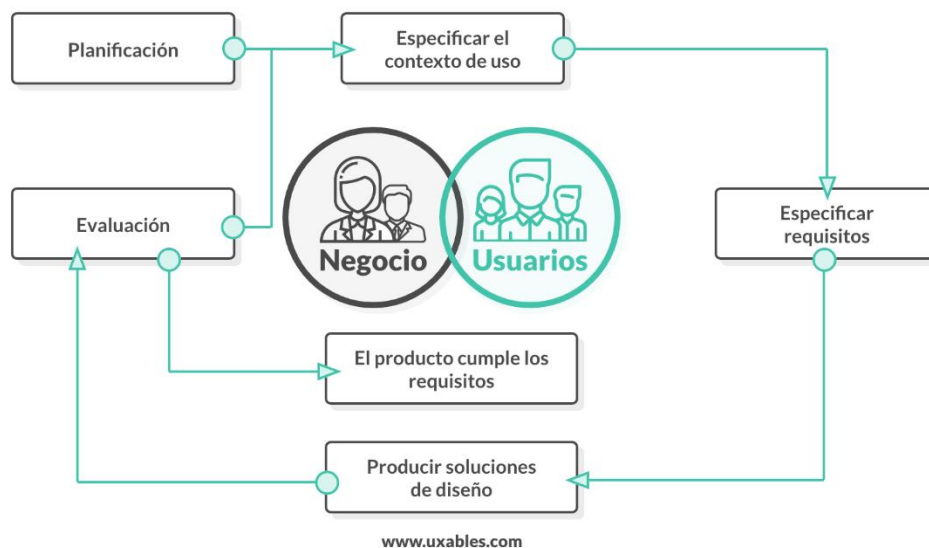 Planificación
Especificar el
contexto de uso
Evaluación
Negocio
Usuarios
Especificar
requisitos
El producto cumple los
requisitos
Producir soluciones
de diseño
www.uxables.com